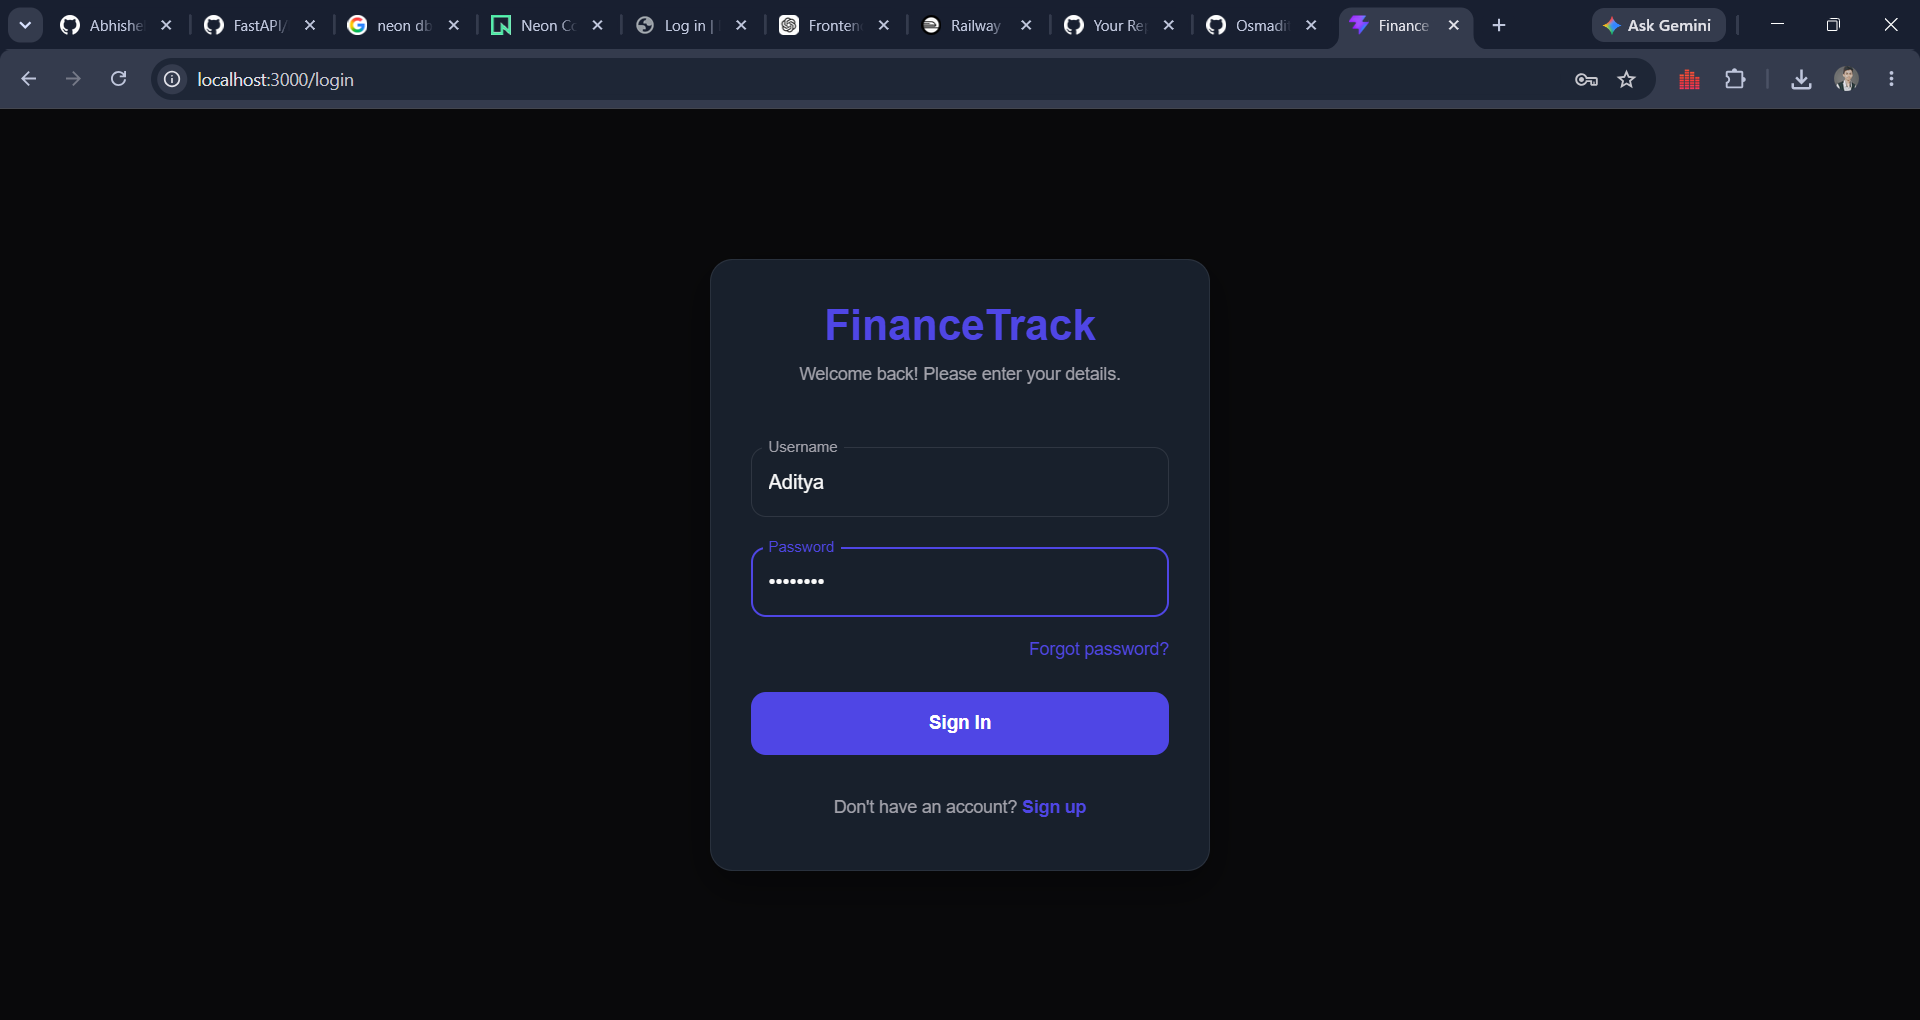 Abhishe
FastAPI/
neon db
Neon Co
Log in |
Fronten
Railway
Your Re
Osmadit
Finance
Ask Gemini
localhost:3000/login
FinanceTrack
Welcome back! Please enter your details.
Username
Aditya
Password
••••••••
Forgot password?
Sign In
Don't have an account? Sign up